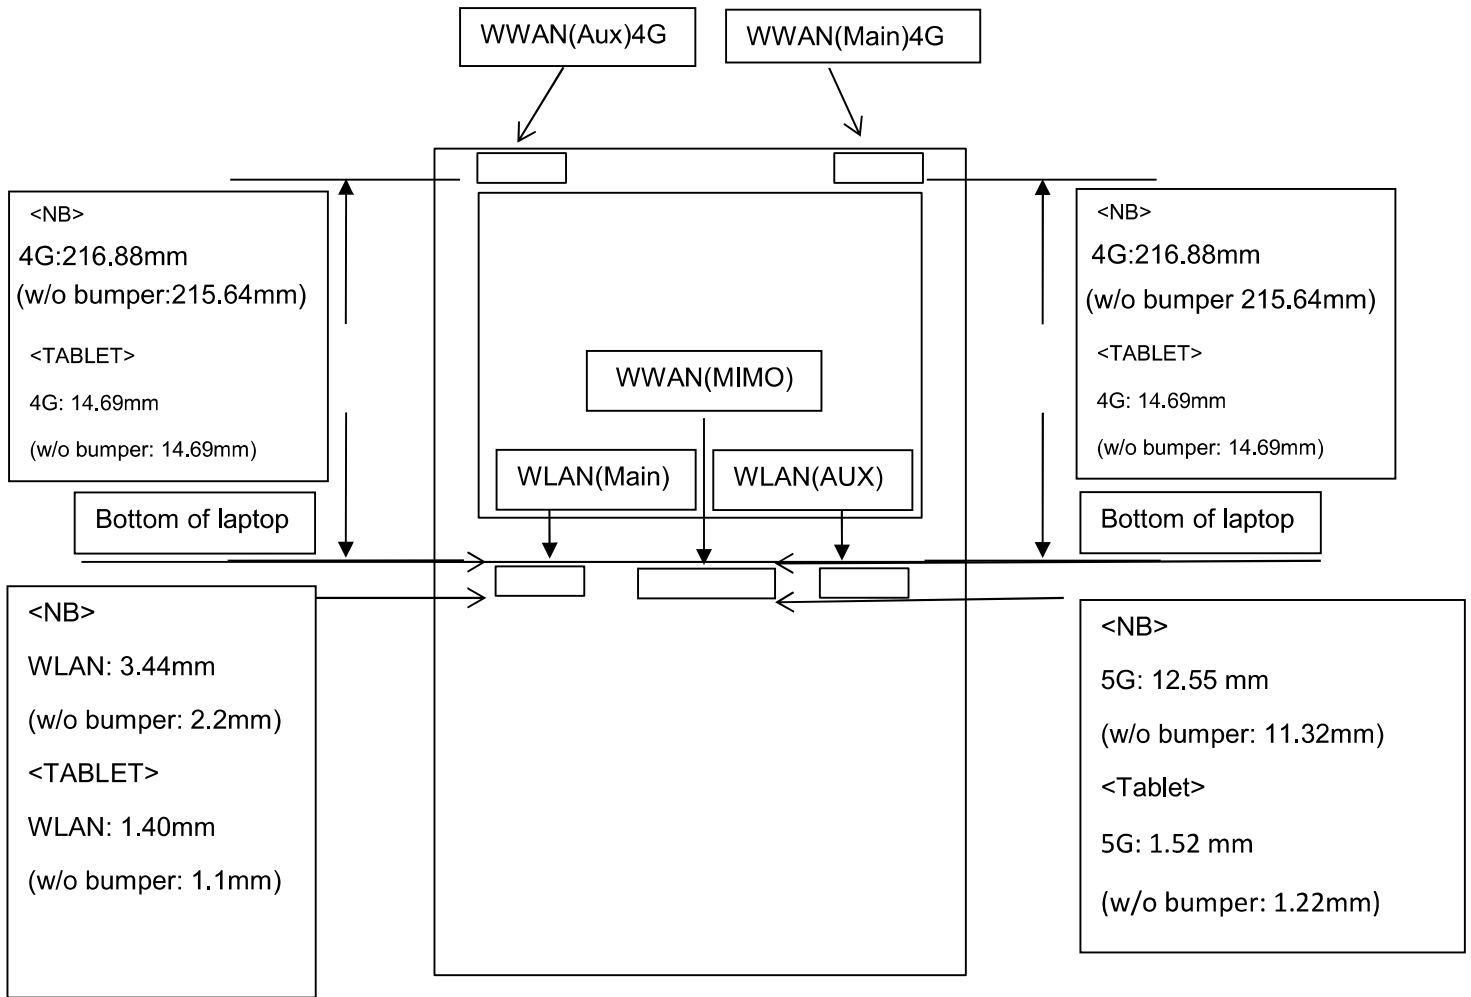 WWAN(Aux)4G
WWAN(Main)4G
<NB>
4G:216.88mm
(w/o bumper:215.64mm)
<TABLET>
4G: 14.69mm
(w/o bumper: 14.69mm)
<NB>
4G:216.88mm
(w/o bumper 215.64mm)
<TABLET>
4G: 14.69mm
(w/o bumper: 14.69mm)
WWAN(MIMO)
WLAN(Main)
WLAN(AUX)
Bottom of laptop
Bottom of laptop
<NB>
WLAN: 3.44mm
(w/o bumper: 2.2mm)
<TABLET>
WLAN: 1.40mm
(w/o bumper: 1.1mm)
<NB>
5G: 12.55 mm
(w/o bumper: 11.32mm)
<Tablet>
5G: 1.52 mm
(w/o bumper: 1.22mm)